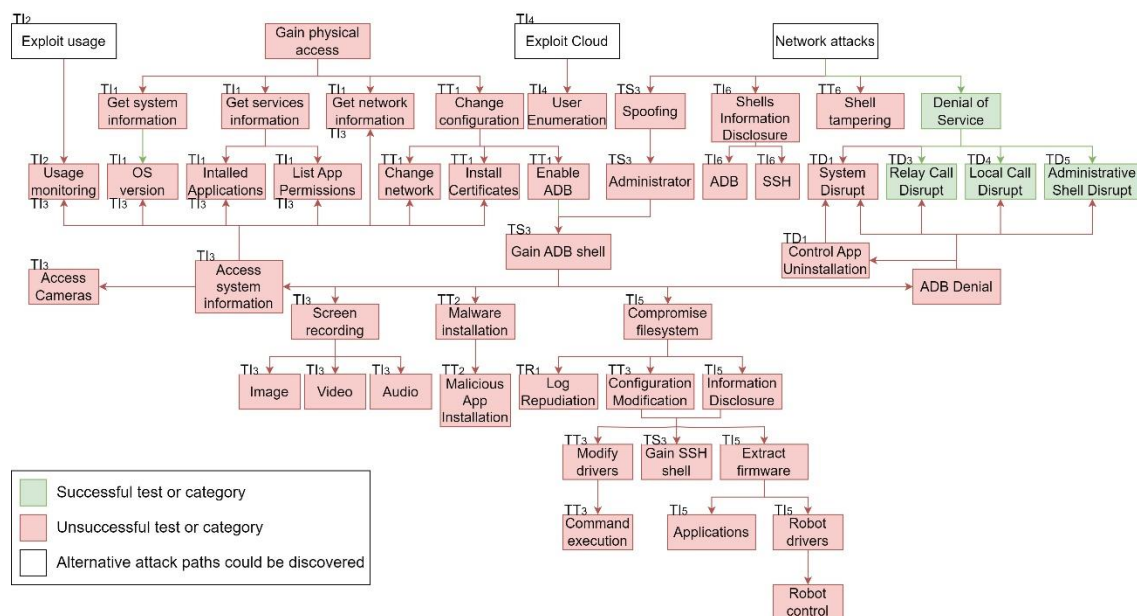 TI2
Exploit usage
Gain physical
access
TI4
Exploit Cloud
Network attacks
TI1
Get system
information
TI1
Get services
information
TI1
Get network
information
TI3
TT1
Change
configuration
TI4
User
Enumeration
TS3
Spoofing
TI6
Shells
Information
Disclosure
TT6
Shell
tampering
Denial of
Service
TI2
Usage
monitoring
TI3
TI1
OS
version
TI3
TI1
Intalled
Applications
TI3
TI1
List App
Permissions
TI3
TT1
Change
network
TT1
Install
Certificates
TT1
Enable
ADB
TS3
Administrator
TI6
ADB
TI6
SSH
TD1
System
Disrupt
TD3
Relay Call
Disrupt
TD4
Local Call
Disrupt
TD5
Administrative
Shell Disrupt
TS3
Gain ADB shell
TD1
Control App
Uninstallation
TI3
Access
Cameras
TI3
Access
system
information
ADB Denial
TI3
Screen
recording
TT2
Malware
installation
TI5
Compromise
filesystem
TI3
Image
TI3
Video
TI3
Audio
TT2
Malicious
App
Installation
TR1
Log
Repudiation
TT3
Configuration
Modification
TI5
Information
Disclosure
TT3
Modify
drivers
TS3
Gain SSH
shell
TI5
Extract
firmware
TT3
Command
execution
TI5
Applications
TI5
Robot
drivers
Robot
control
Successful test or category
Unsuccessful test or category
Alternative attack paths could be discovered